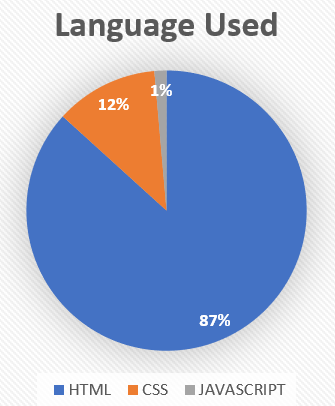 Language Used
1%
12%
87%
HTML CSS JAVASCRIPT